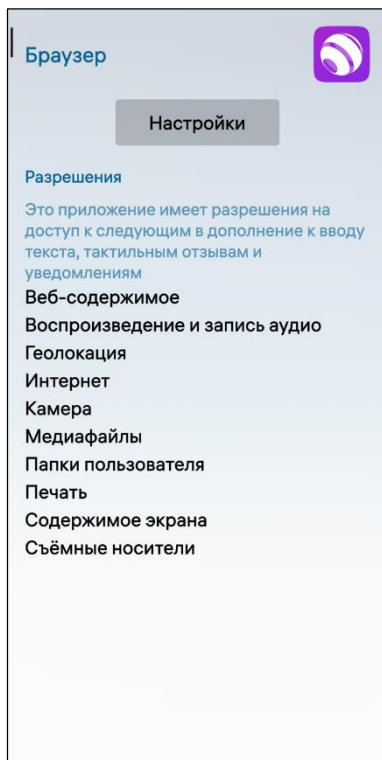 Браузер
Настройки
Разрешения
Это приложение имеет разрешения на
доступ к следующим в дополнение к вводу
текста, тактильным отзывам и
уведомлениям
Веб-содержимое
Воспроизведение и запись аудио
Геолокация
Интернет
Камера
Медиафайлы
Папки пользователя
Печать
Содержимое экрана
Съёмные носители